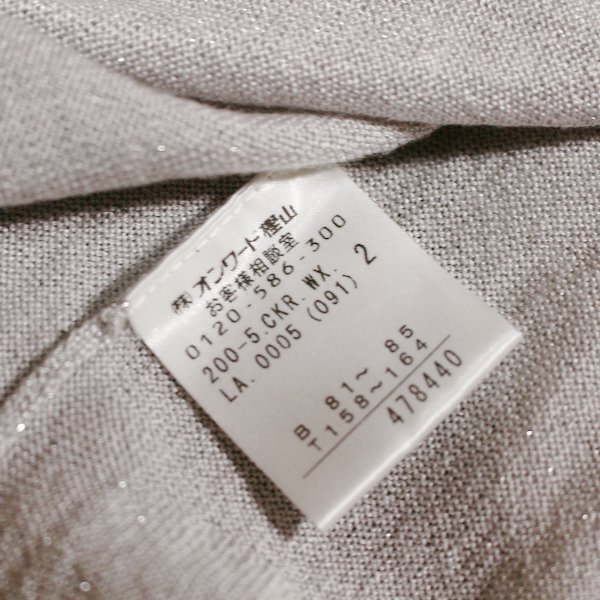 ㈱オンワード樫山
お客様相談室
0120-586-300
200-5.CKR.WX.
LA.0005 (091) 2
B 81～ 85
T158～164
478440